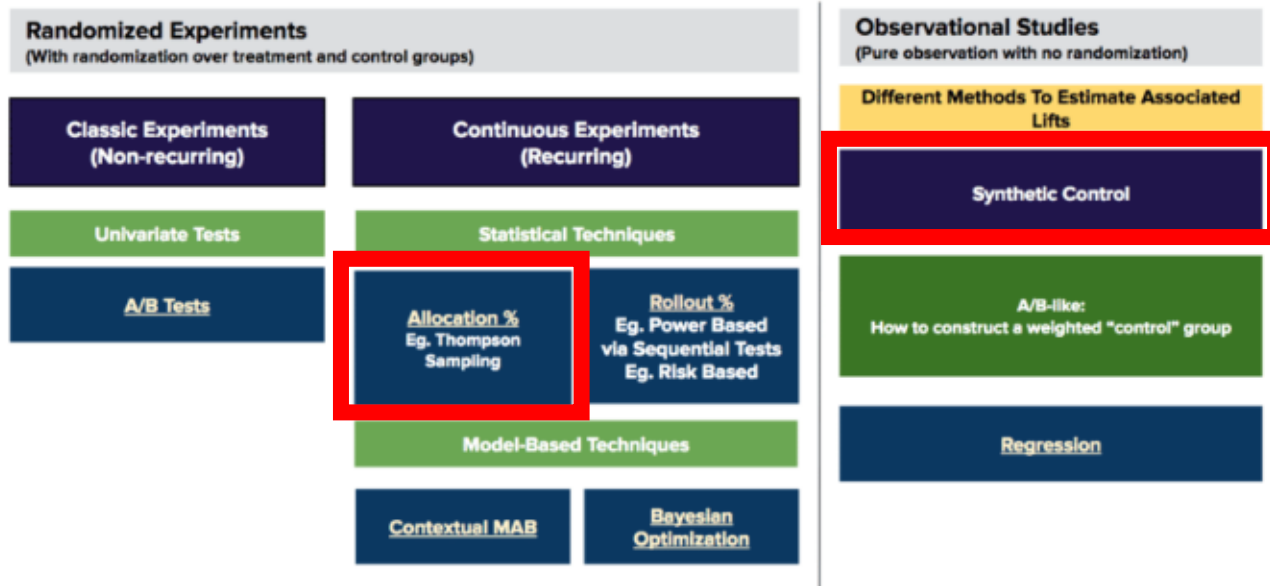 Randomized Experiments
(With randomization over treatment and control groups)
Classic Experiments
(Non-recurring)
Univariate Tests
A/B Tests
Continuous Experiments
(Recurring)
Statistical Techniques
Allocation %
Eg. Thompson
Sampling
Rollout %
Eg. Power Based
via Sequential Tests
Eg. Risk Based
Model-Based Techniques
Contextual MAB
Bayesian
Optimization
Observational Studies
(Pure observation with no randomization)
Different Methods To Estimate Associated
Lifts
Synthetic Control
A/B-like:
How to construct a weighted “control” group
Regression